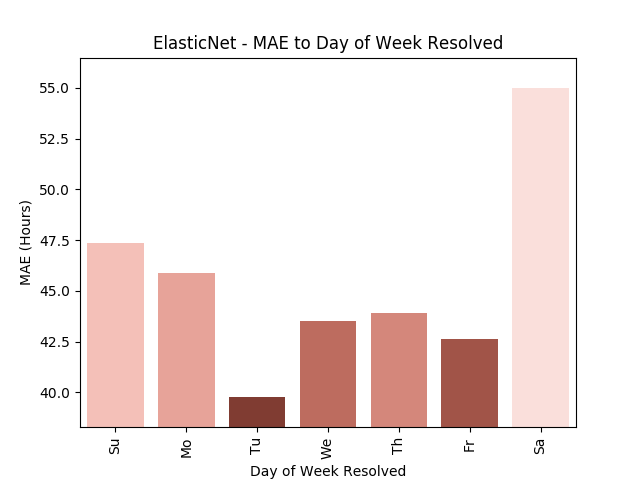 ElasticNet - MAE to Day of Week Resolved
55.0
52.5
50.0
47.5
45.0
42.5
40.0
MAE (Hours)
Su
Mo
Tu
We
Th
Fr
Sa
Day of Week Resolved